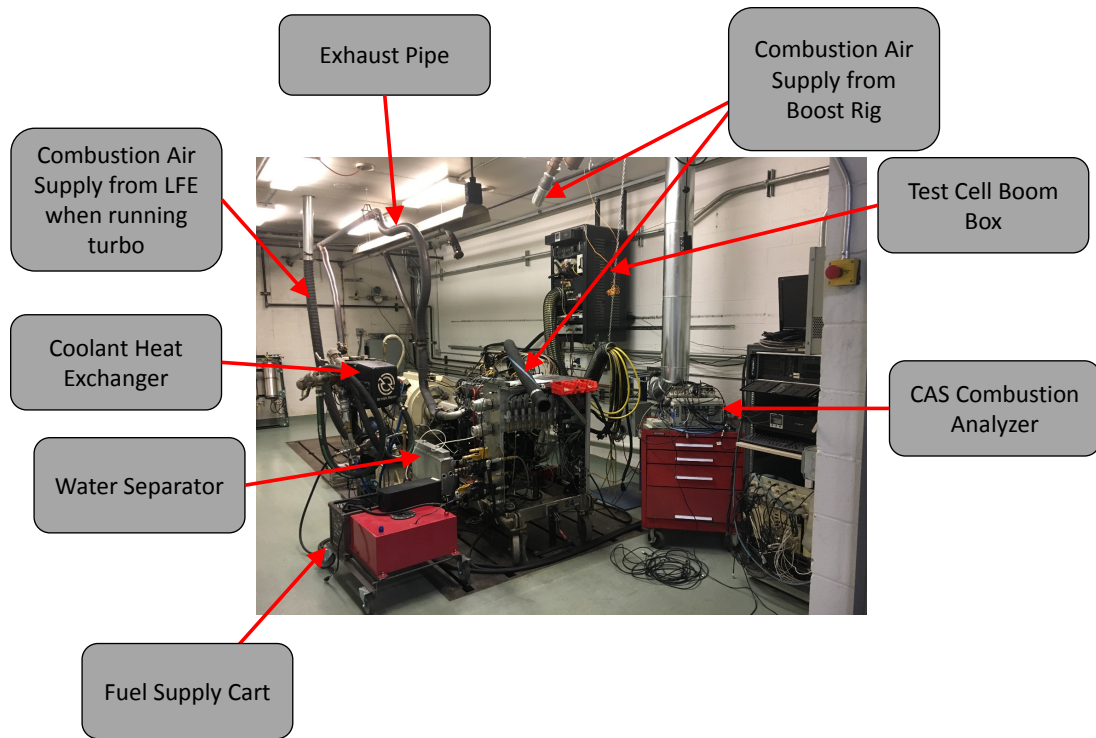 Exhaust Pipe
Combustion Air
Supply from
Boost Rig
Combustion Air
Supply from LFE
when running
turbo
Test Cell Boom
Box
Coolant Heat
Exchanger
CAS Combustion
Analyzer
Water Separator
Fuel Supply Cart